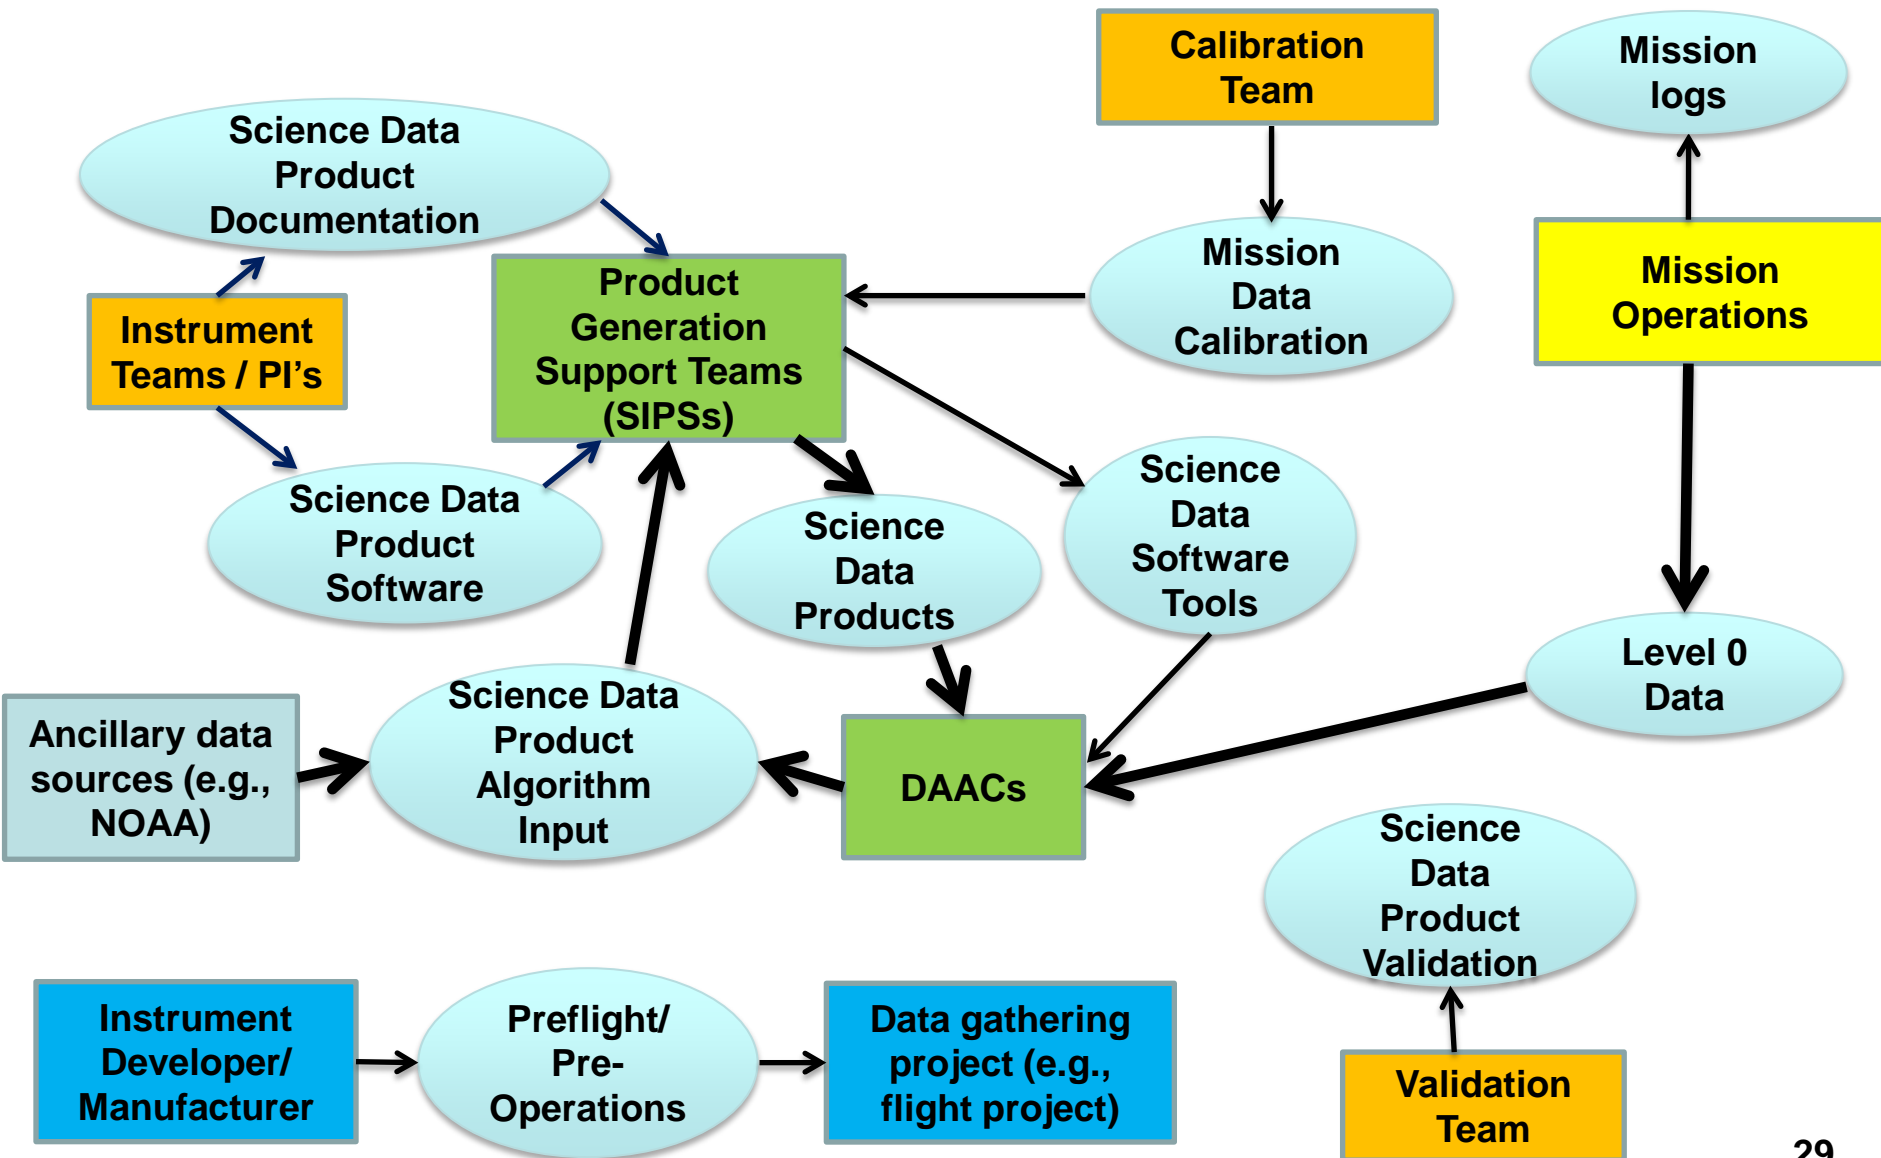 Calibration
Team
Mission
logs
Science Data
Product
Documentation
Mission
Data
Calibration
Mission
Operations
Product
Generation
Support Teams
(SIPSs)
Instrument
Teams / PI's
Science Data
Product
Software
Science
Data
Products
Science
Data
Software
Tools
Level 0
Data
Ancillary data
sources (e.g.,
NOAA)
Science Data
Product
Algorithm
Input
DAACs
Science
Data
Product
Validation
Instrument
Developer/
Manufacturer
Preflight/
Pre-
Operations
Data gathering
project (e.g.,
flight project)
Validation
Team
29